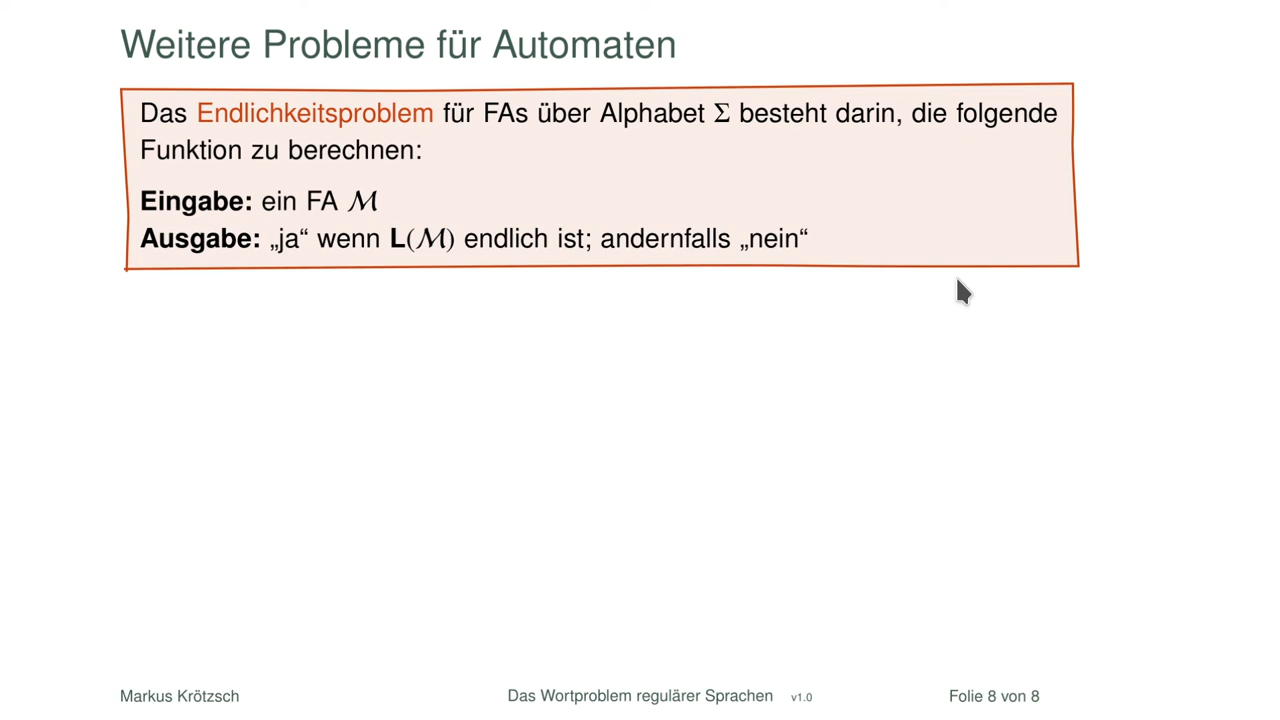 Weitere Probleme für Automaten
Das Endlichkeitsproblem für FAs über Alphabet Σ besteht darin, die folgende
Funktion zu berechnen:
Eingabe: ein FA ℳ
Ausgabe: „ja“ wenn L(ℳ) endlich ist; andernfalls „nein“
Markus Krötzsch Das Wortproblem regulärer Sprachen v1.0 Folie 8 von 8